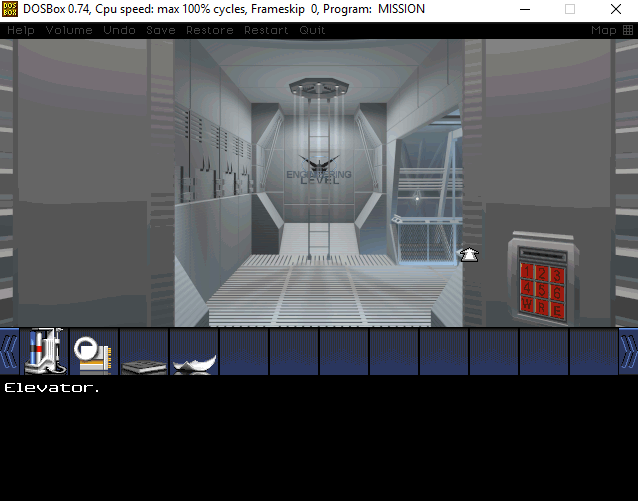 DOSBox 0.74, Cpu speed: max 100% cycles, Frameskip 0, Program: MISSION
Help Volume Undo Save Restore Restart Quit Map
ENGINEERING
LEVEL
1 2 3
4 5 6
W R E
Elevator.